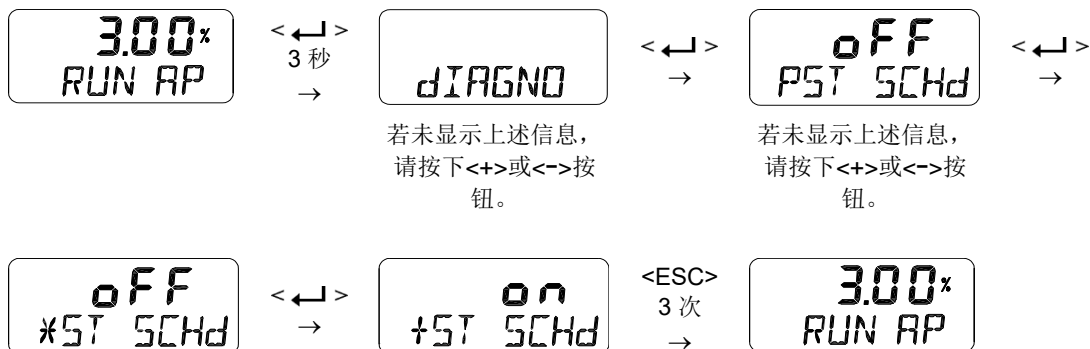 3.00%
RUN AP
< ↵ >
3 秒
→
dIAGNO
若未显示上述信息，
请按下<+>或<->按
钮。
< ↵ >
→
oFF
PST SCHd
若未显示上述信息，
请按下<+>或<->按
钮。
< ↵ >
→
oFF
*ST SCHd
< ↵ >
→
on
+ST SCHd
<ESC>
3 次
→
3.00%
RUN AP